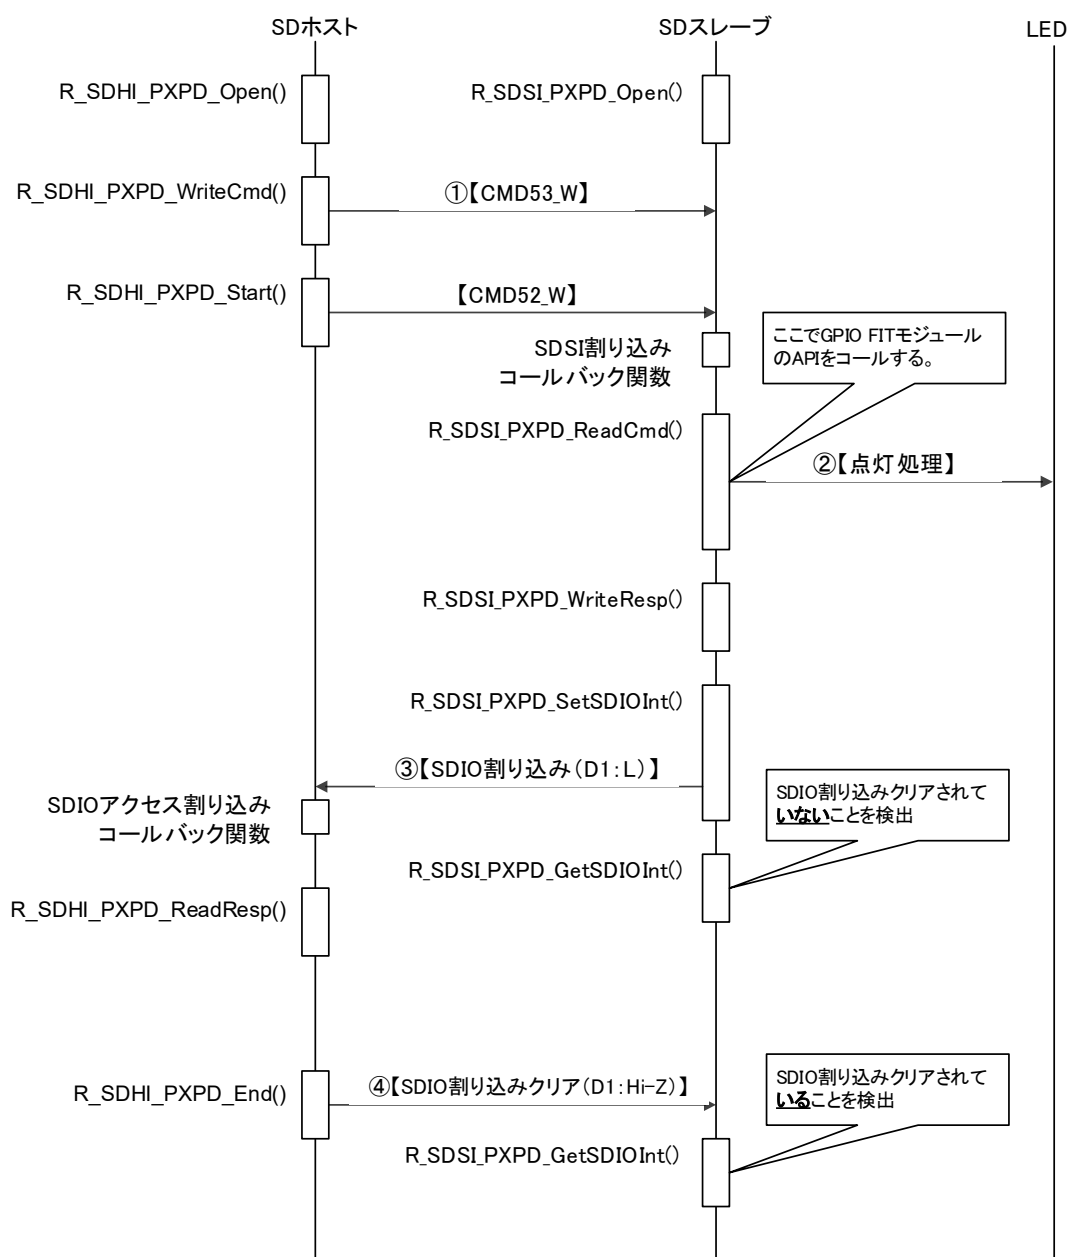 SDホスト
SDスレーブ
LED
R_SDHI_PXPD_Open()
R_SDSI_PXPD_Open()
R_SDHI_PXPD_WriteCmd()
①【CMD53_W】
R_SDHI_PXPD_Start()
【CMD52_W】
ここでGPIO FITモジュール
のAPIをコールする。
SDSI割り込み
コールバック関数
R_SDSI_PXPD_ReadCmd()
②【点灯処理】
R_SDSI_PXPD_WriteResp()
R_SDSI_PXPD_SetSDIOInt()
③【SDIO割り込み（D1：L）】
SDIOアクセス割り込み
コールバック関数
SDIO割り込みクリアされて
いないことを検出
R_SDSI_PXPD_GetSDIOInt()
R_SDHI_PXPD_ReadResp()
R_SDHI_PXPD_End()
④【SDIO割り込みクリア（D1：Hi-Z）】
SDIO割り込みクリアされて
いることを検出
R_SDSI_PXPD_GetSDIOInt()